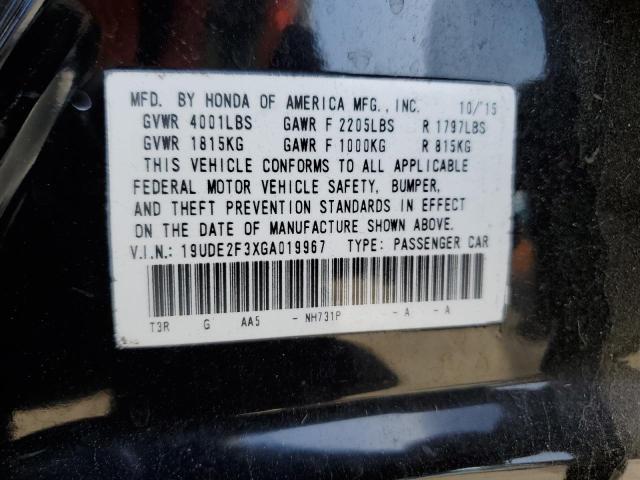 MFD. BY HONDA OF AMERICA MFG., INC. 10/'15
GVWR 4001LBS GAWR F 2205LBS R 1797LBS
GVWR 1815KG GAWR F 1000KG R 815KG
THIS VEHICLE CONFORMS TO ALL APPLICABLE
FEDERAL MOTOR VEHICLE SAFETY, BUMPER,
AND THEFT PREVENTION STANDARDS IN EFFECT
ON THE DATE OF MANUFACTURE SHOWN ABOVE.
V.I.N.: 19UDE2F3XGA019967 TYPE: PASSENGER CAR
T3R G AA5 - NH731P - A - A